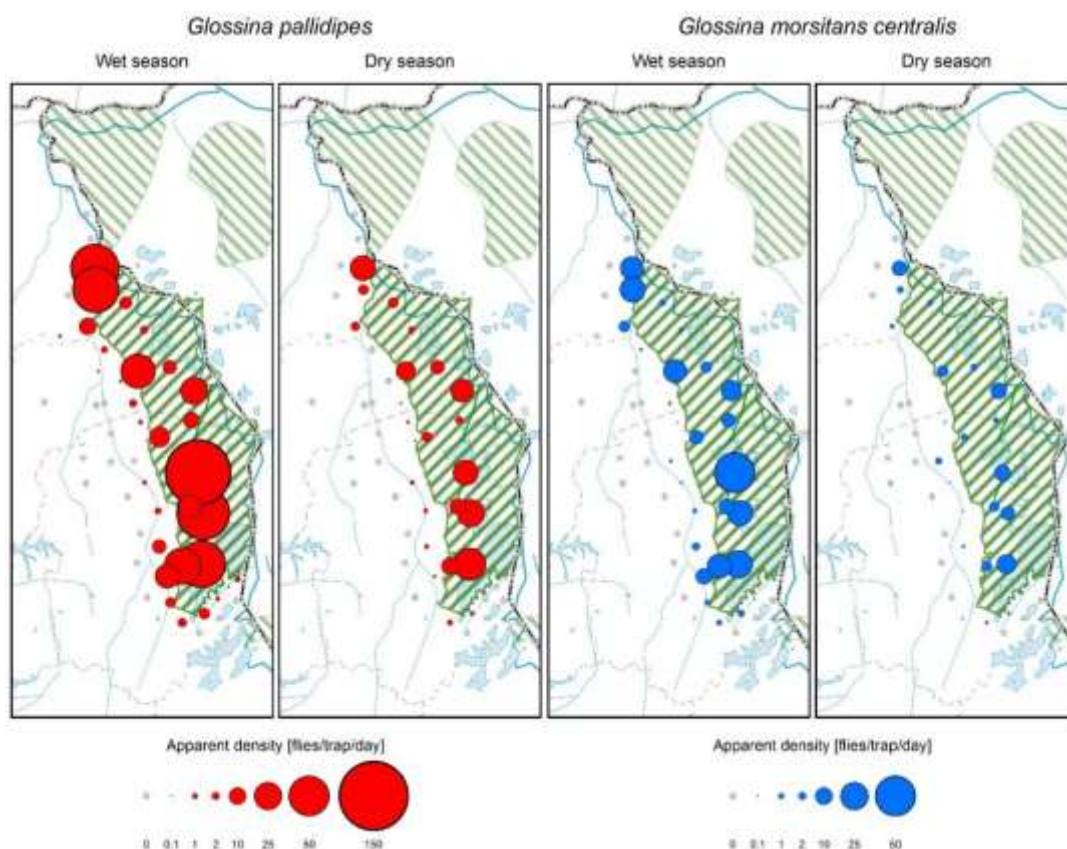 Glossina pallidipes
Glossina morsitans centralis
Wet season
Dry season
Wet season
Dry season
Apparent density [flies/trap/day]
0 0.1 1 2 10 25 50 150
Apparent density [flies/trap/day]
0 0.1 1 2 10 25 50